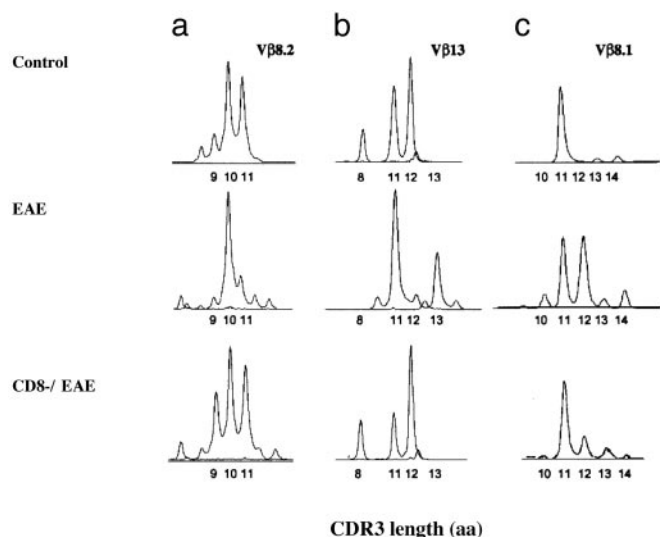 a b c
Vβ8.2 Vβ13 Vβ8.1
Control
9 10 11 8 11 12 13 10 11 12 13 14
EAE
9 10 11 8 11 12 13 10 11 12 13 14
CD8-/ EAE
9 10 11 8 11 12 13 10 11 12 13 14
CDR3 length (aa)